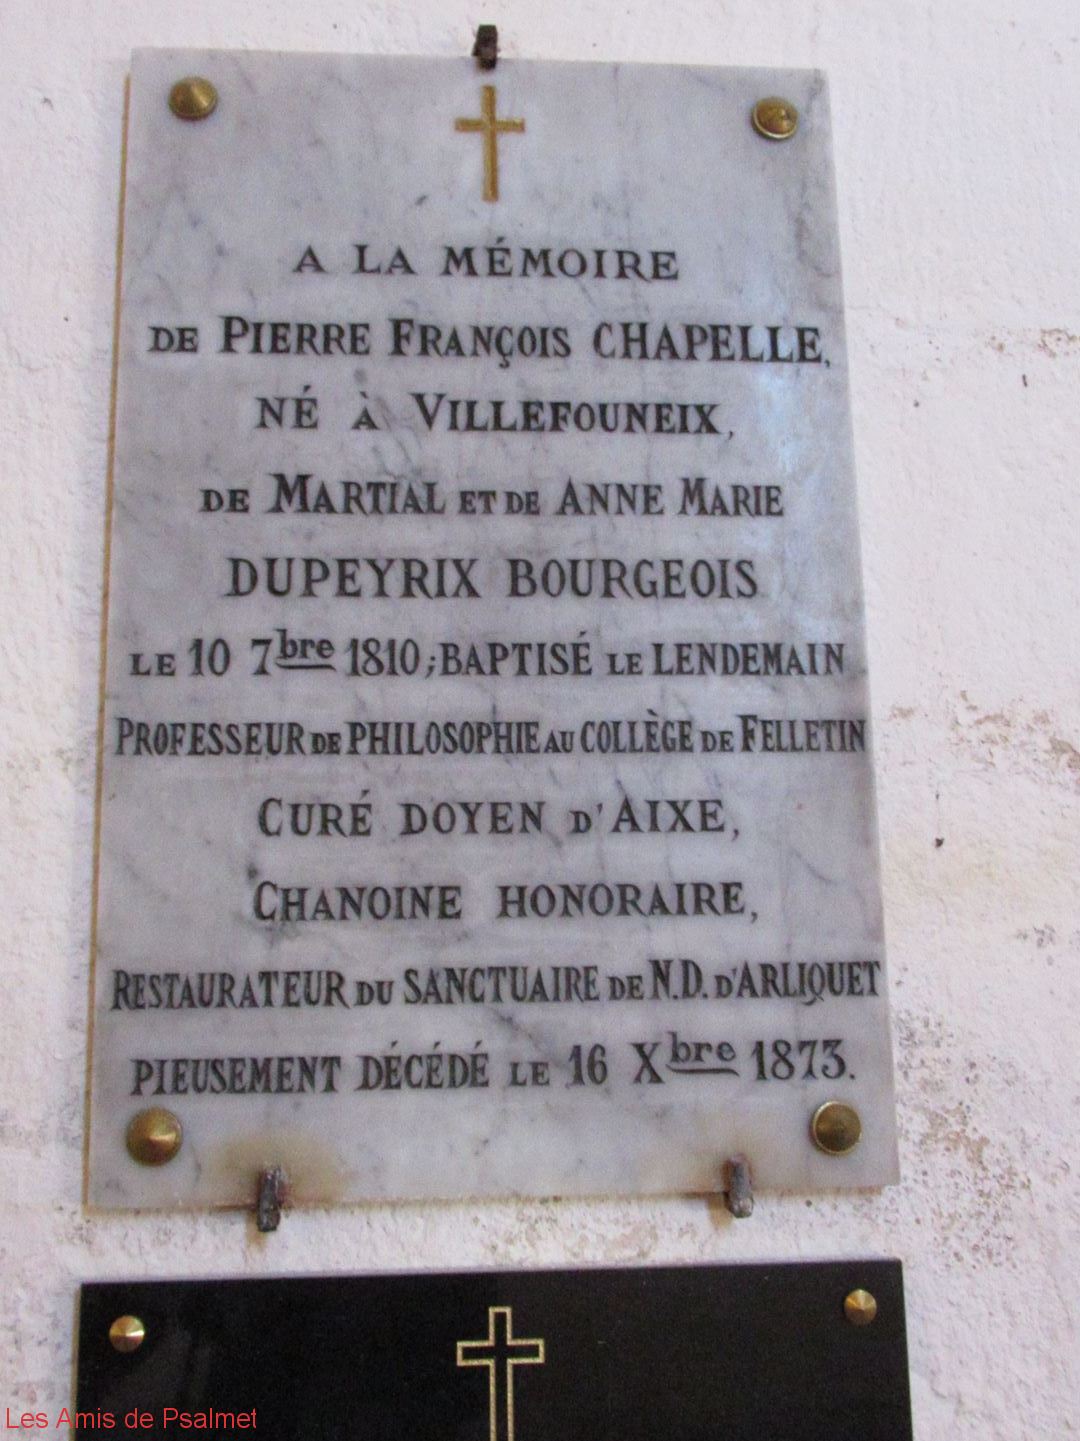 A LA MÉMOIRE
DE PIERRE FRANÇOIS CHAPELLE,
NÉ À VILLEFOUNEIX,
DE MARTIAL ET DE ANNE MARIE
DUPEYRIX BOURGEOIS
LE 10 7bre 1810; BAPTISÉ LE LENDEMAIN
PROFESSEUR DE PHILOSOPHIE AU COLLÈGE DE FELLETIN
CURÉ DOYEN D'AIXE,
CHANOINE HONORAIRE,
RESTAURATEUR DU SANCTUAIRE DE N.D. D'ARLIQUET
PIEUSEMENT DÉCÉDÉ LE 16 Xbre 1873.
Les Amis de Psalmet